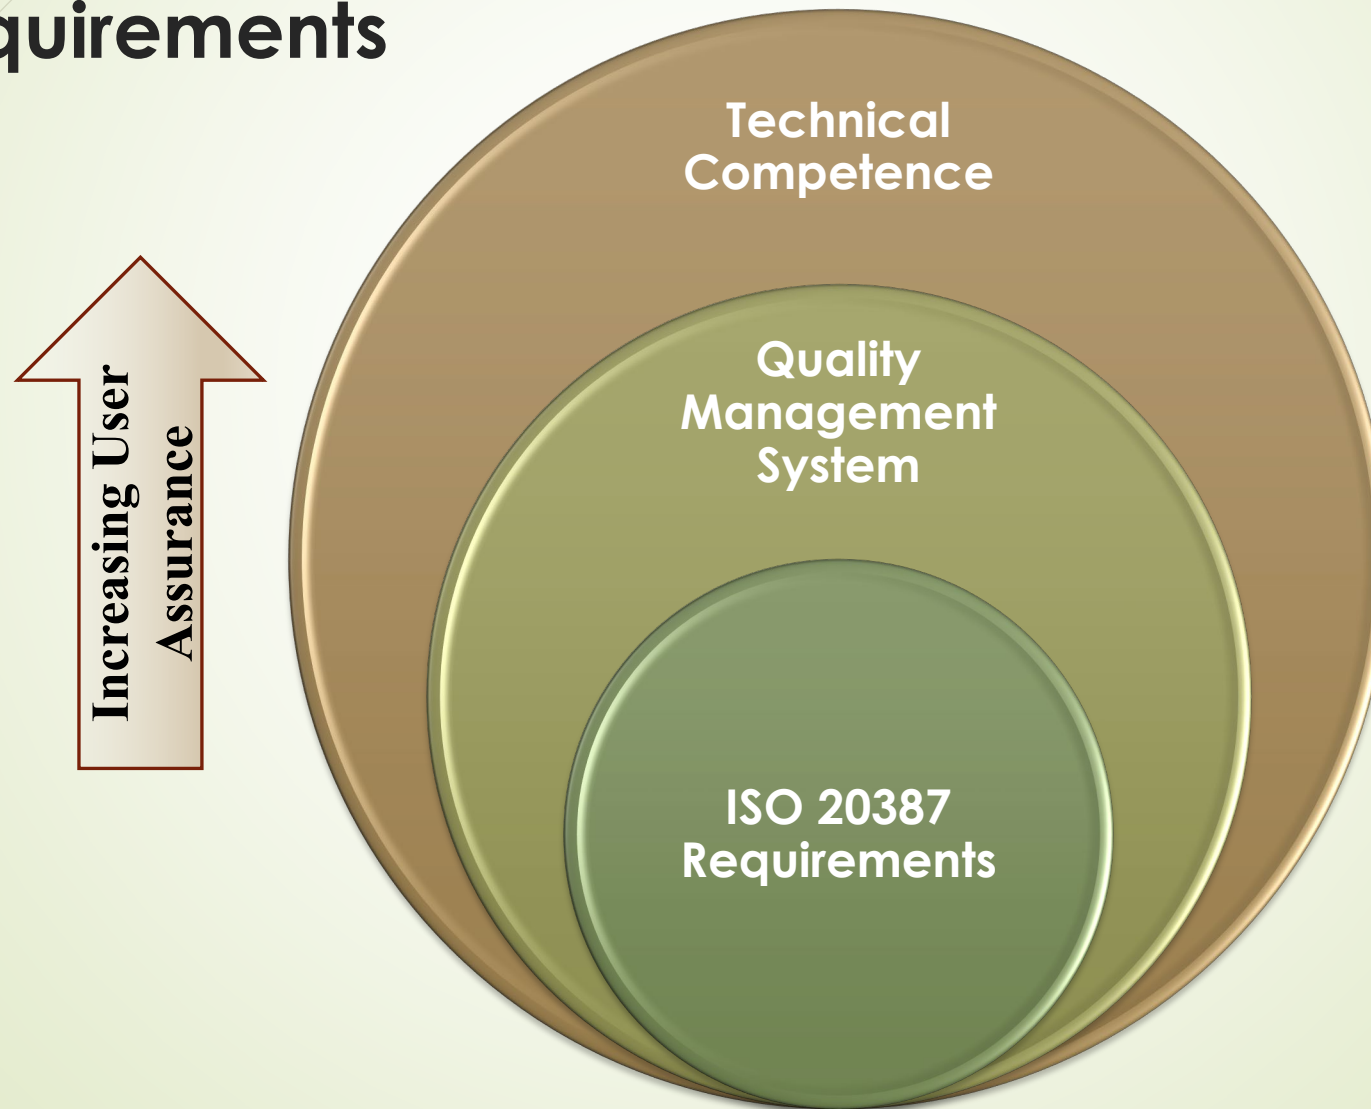 quirements
Technical
Competence
Quality
Management
System
Increasing User
Assurance
ISO 20387
Requirements